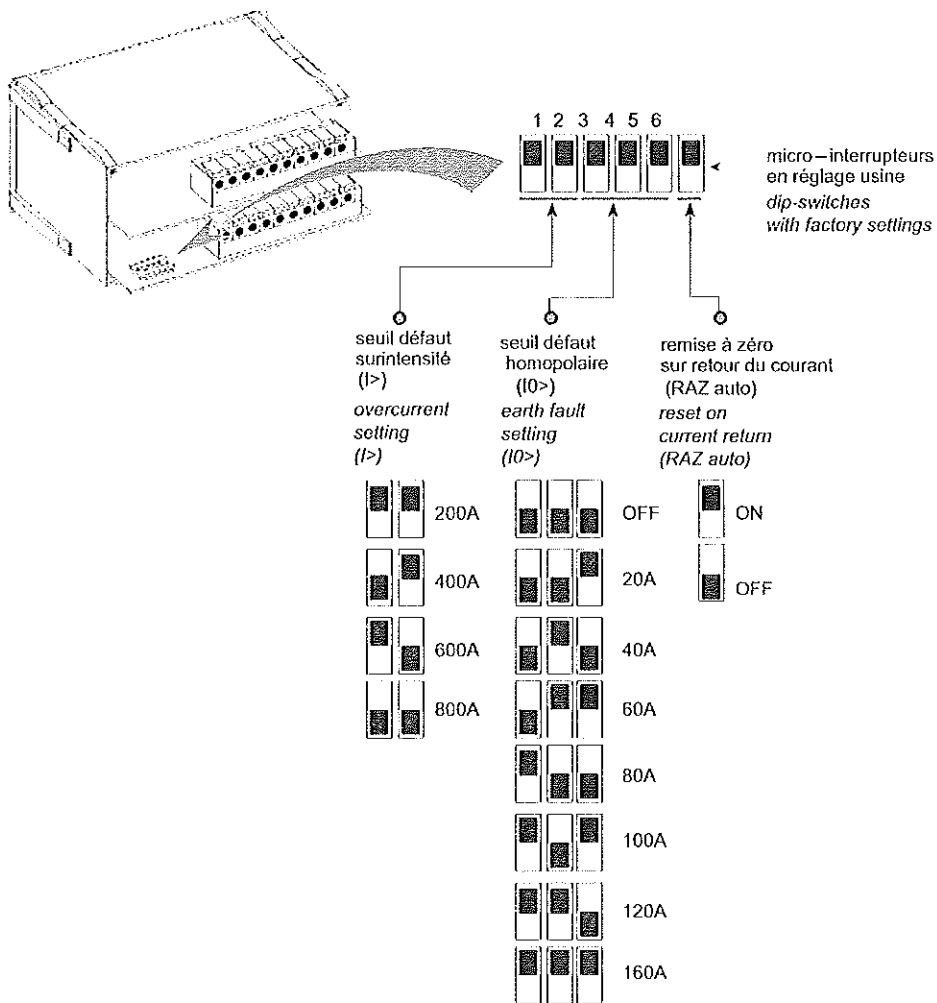 1 2 3 4 5 6
micro-interrupteurs
en réglage usine
dip-switches
with factory settings
seuil défaut
surintensité
(I>)
overcurrent
setting
(I>)
seuil défaut
homopolaire
(I0>)
earth fault
setting
(I0>)
remise à zéro
sur retour du courant
(RAZ auto)
reset on
current return
(RAZ auto)
200A
400A
600A
800A
OFF
20A
40A
60A
80A
100A
120A
160A
ON
OFF